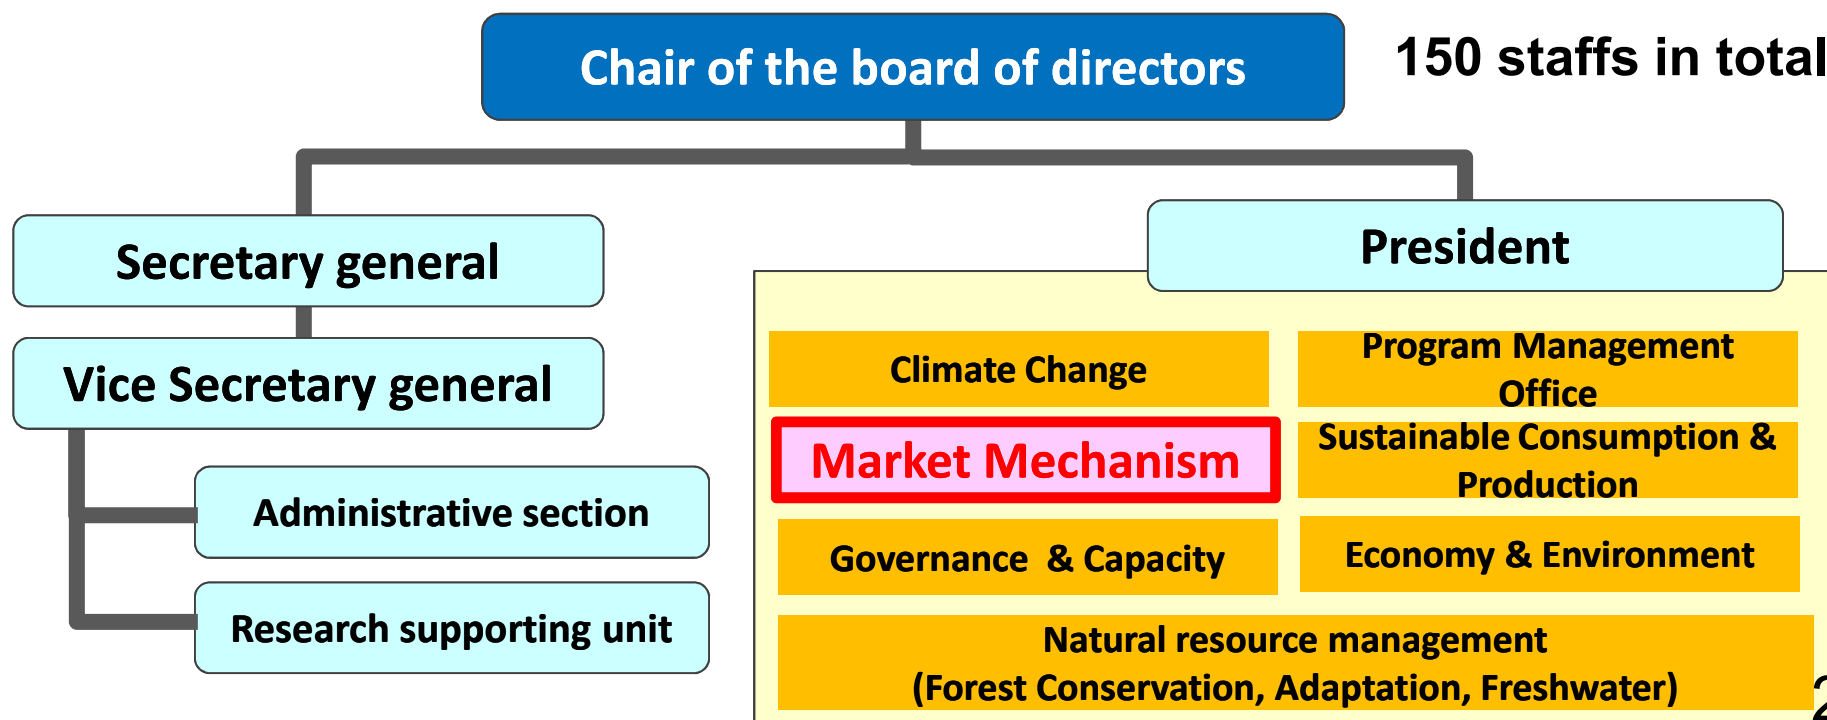 Chair of the board of directors
150 staffs in total
Secretary general
President
Vice Secretary general
Administrative section
Research supporting unit
Climate Change
Program Management
Office
Market Mechanism
Sustainable Consumption &
Production
Governance & Capacity
Economy & Environment
Natural resource management
(Forest Conservation, Adaptation, Freshwater)